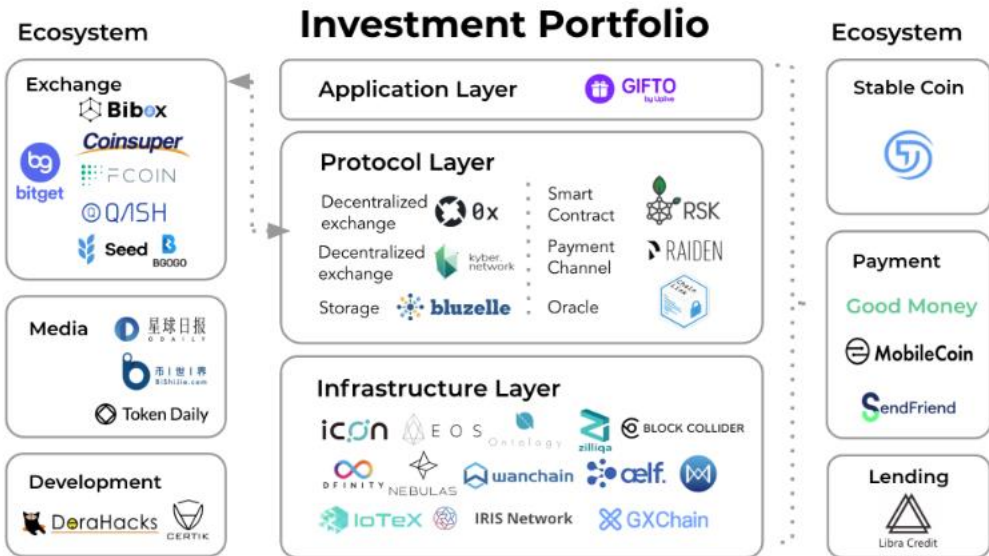 Investment Portfolio
Ecosystem
Exchange
Bibox
Coinsuper
bg
bitget
FCOIN
QASH
Seed
BGOGO
Media
星球日报
ODAILY
币世界
BiShiJie.com
Token Daily
Development
DoraHacks
CERTIK
Application Layer
GIFTO
by Uplive
Protocol Layer
Decentralized
exchange
0x
Decentralized
exchange
kyber.
network
Storage
bluzelle
Smart
Contract
RSK
Payment
Channel
RAIDEN
Oracle
Chain
Link
Infrastructure Layer
icon
EOS
Ontology
zilliqa
BLOCK COLLIDER
DFINITY
NEBULAS
wanchain
ælf.
IoTeX
IRIS Network
GXChain
Ecosystem
Stable Coin
Payment
Good Money
MobileCoin
SendFriend
Lending
Libra Credit